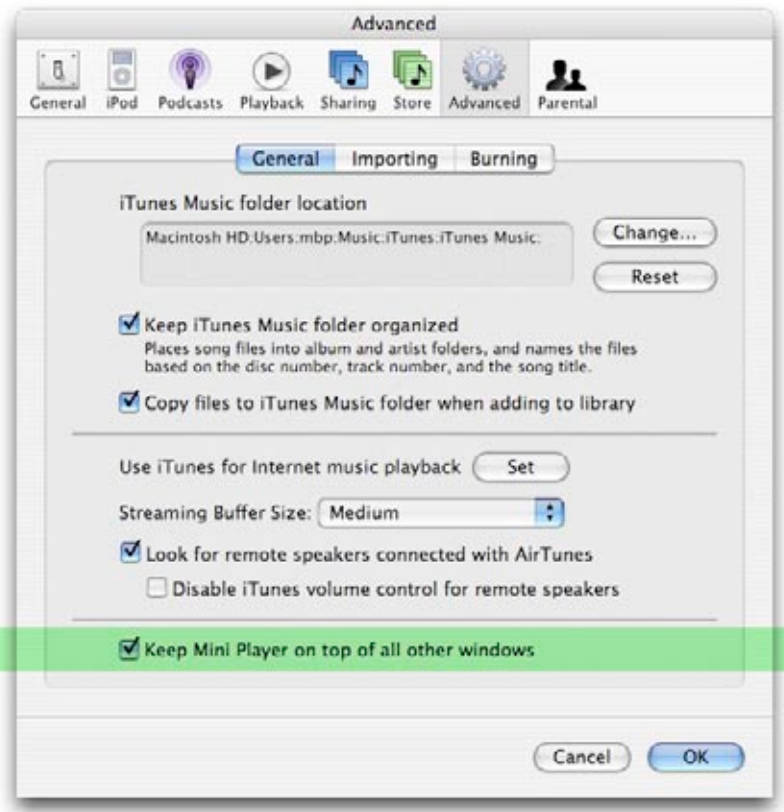 Advanced
General iPod Podcasts Playback Sharing Store Advanced Parental
General Importing Burning
iTunes Music folder location
Macintosh HD:Users:mbp:Music:iTunes:iTunes Music:
Change...
Reset
Keep iTunes Music folder organized
Places song files into album and artist folders, and names the files
based on the disc number, track number, and the song title.
Copy files to iTunes Music folder when adding to library
Use iTunes for Internet music playback Set
Streaming Buffer Size: Medium
Look for remote speakers connected with AirTunes
Disable iTunes volume control for remote speakers
Keep Mini Player on top of all other windows
Cancel OK